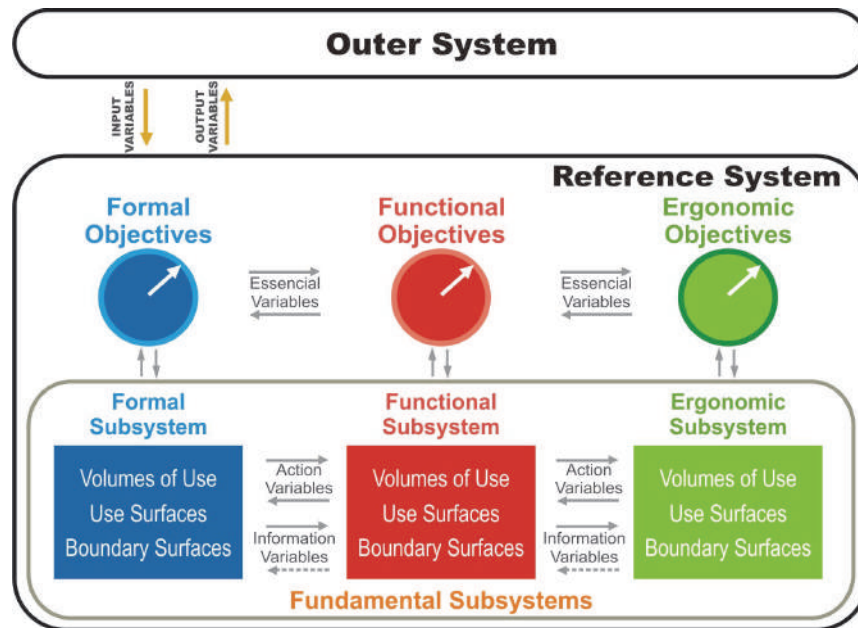 Outer System
INPUT
VARIABLES
OUTPUT
VARIABLES
Reference System
Formal
Objectives
Functional
Objectives
Ergonomic
Objectives
Essencial
Variables
Essencial
Variables
Formal
Subsystem
Functional
Subsystem
Ergonomic
Subsystem
Volumes of Use
Use Surfaces
Boundary Surfaces
Action
Variables
Information
Variables
Volumes of Use
Use Surfaces
Boundary Surfaces
Action
Variables
Information
Variables
Volumes of Use
Use Surfaces
Boundary Surfaces
Fundamental Subsystems